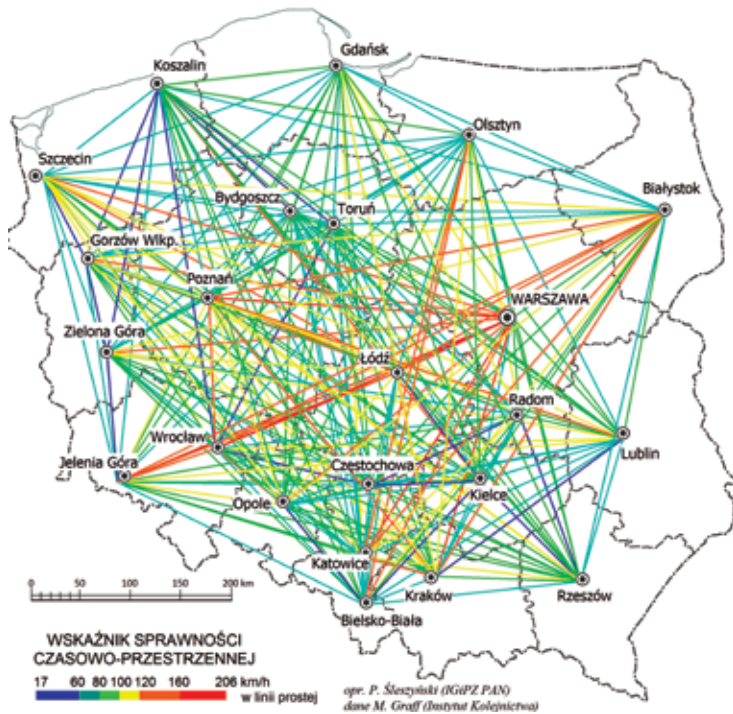 Gdańsk
Koszalin
Olsztyn
Szczecin
Bydgoszcz
Toruń
Białystok
Gorzów Wlkp.
Poznań
WARSZAWA
Zielona Góra
Łódź
Radom
Wrocław
Lublin
Jelenia Góra
Częstochowa
Kielce
Opole
Katowice
Kraków
Rzeszów
Bielsko-Biała
0 50 100 150 200 km
WSKAŹNIK SPRAWNOŚCI
CZASOWO-PRZESTRZENNEJ
17 60 80 100 120 160 206 km/h
w linii prostej
opr. P. Śleszyński (IGiPZ PAN)
dane M. Graff (Instytut Kolejnictwa)